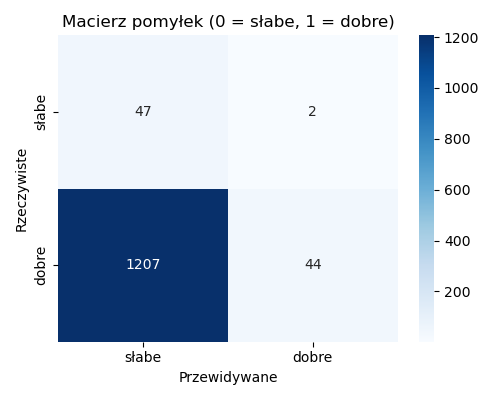 Macierz pomyłek (0 = słabe, 1 = dobre)
Rzeczywiste
słabe
47
2
dobre
1207
44
słabe
dobre
Przewidywane
1200
1000
800
600
400
200